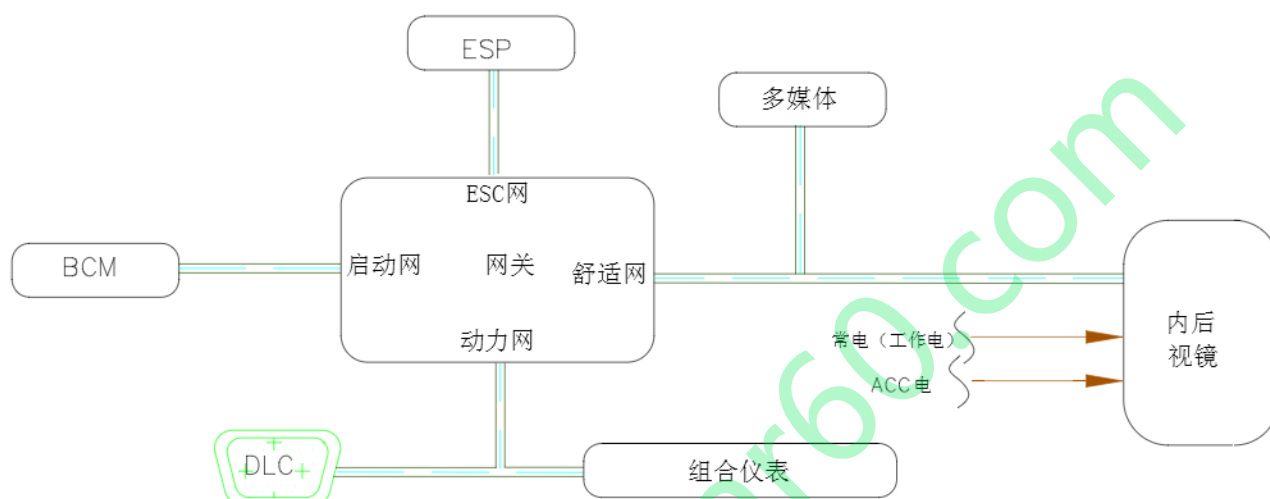 ESP
多媒体
ESC网
BCM
启动网
网关
舒适网
动力网
常电（工作电）
ACC电
内后
视镜
DLC
组合仪表
r60.com